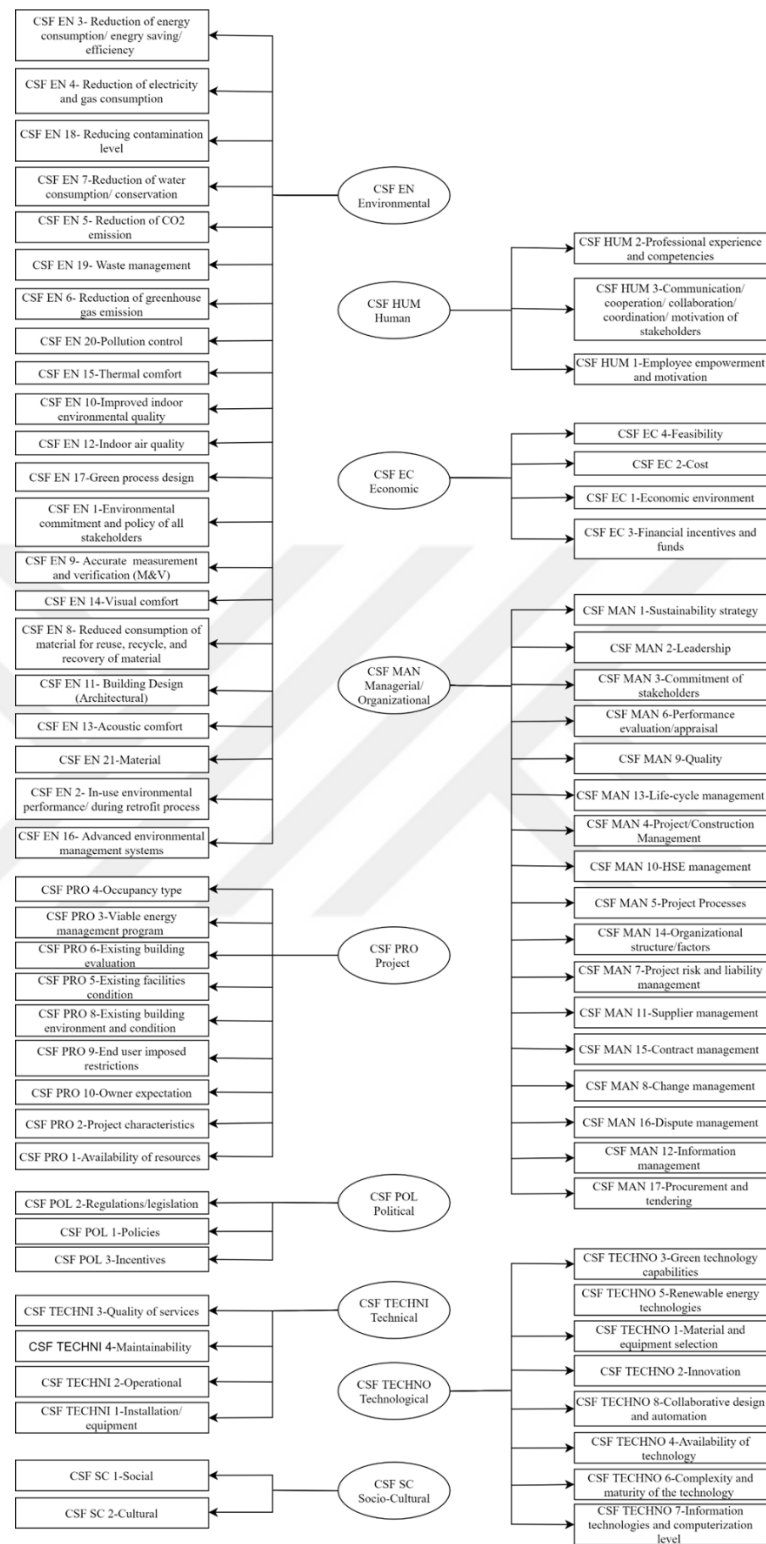 CSF EN 3- Reduction of energy
consumption/ enegry saving/
efficiency
CSF EN 4- Reduction of electricity
and gas consumption
CSF EN 18- Reducing contamination
level
CSF EN 7-Reduction of water
consumption/ conservation
CSF EN 5- Reduction of CO2
emission
CSF EN 19- Waste management
CSF EN 6- Reduction of greenhouse
gas emission
CSF EN 20-Pollution control
CSF EN 15-Thermal comfort
CSF EN 10-Improved indoor
environmental quality
CSF EN 12-Indoor air quality
CSF EN 17-Green process design
CSF EN 1-Environmental
commitment and policy of all
stakeholders
CSF EN 9- Accurate measurement
and verification (M&V)
CSF EN 14-Visual comfort
CSF EN 8- Reduced consumption of
material for reuse, recycle, and
recovery of material
CSF EN 11- Building Design
(Architectural)
CSF EN 13-Acoustic comfort
CSF EN 21-Material
CSF EN 2- In-use environmental
performance/ during retrofit process
CSF EN 16- Advanced environmental
management systems
CSF PRO 4-Occupancy type
CSF PRO 3-Viable energy
management program
CSF PRO 6-Existing building
evaluation
CSF PRO 5-Existing facilities
condition
CSF PRO 8-Existing building
environment and condition
CSF PRO 9-End user imposed
restrictions
CSF PRO 10-Owner expectation
CSF PRO 2-Project characteristics
CSF PRO 1-Availability of resources
CSF POL 2-Regulations/legislation
CSF POL 1-Policies
CSF POL 3-Incentives
CSF TECHNI 3-Quality of services
CSF TECHNI 4-Maintainability
CSF TECHNI 2-Operational
CSF TECHNI 1-Installation/
equipment
CSF SC 1-Social
CSF SC 2-Cultural
CSF EN
Environmental
CSF HUM
Human
CSF EC
Economic
CSF MAN
Managerial/
Organizational
CSF PRO
Project
CSF POL
Political
CSF TECHNI
Technical
CSF TECHNO
Technological
CSF SC
Socio-Cultural
CSF HUM 2-Professional experience
and competencies
CSF HUM 3-Communication/
cooperation/ collaboration/
coordination/ motivation of
stakeholders
CSF HUM 1-Employee empowerment
and motivation
CSF EC 4-Feasibility
CSF EC 2-Cost
CSF EC 1-Economic environment
CSF EC 3-Financial incentives and
funds
CSF MAN 1-Sustainability strategy
CSF MAN 2-Leadership
CSF MAN 3-Commitment of
stakeholders
CSF MAN 6-Performance
evaluation/appraisal
CSF MAN 9-Quality
CSF MAN 13-Life-cycle management
CSF MAN 4-Project/Construction
Management
CSF MAN 10-HSE management
CSF MAN 5-Project Processes
CSF MAN 14-Organizational
structure/factors
CSF MAN 7-Project risk and liability
management
CSF MAN 11-Supplier management
CSF MAN 15-Contract management
CSF MAN 8-Change management
CSF MAN 16-Dispute management
CSF MAN 12-Information
management
CSF MAN 17-Procurement and
tendering
CSF TECHNO 3-Green technology
capabilities
CSF TECHNO 5-Renewable energy
technologies
CSF TECHNO 1-Material and
equipment selection
CSF TECHNO 2-Innovation
CSF TECHNO 8-Collaborative design
and automation
CSF TECHNO 4-Availability of
technology
CSF TECHNO 6-Complexity and
maturity of the technology
CSF TECHNO 7-Information
technologies and computerization
level